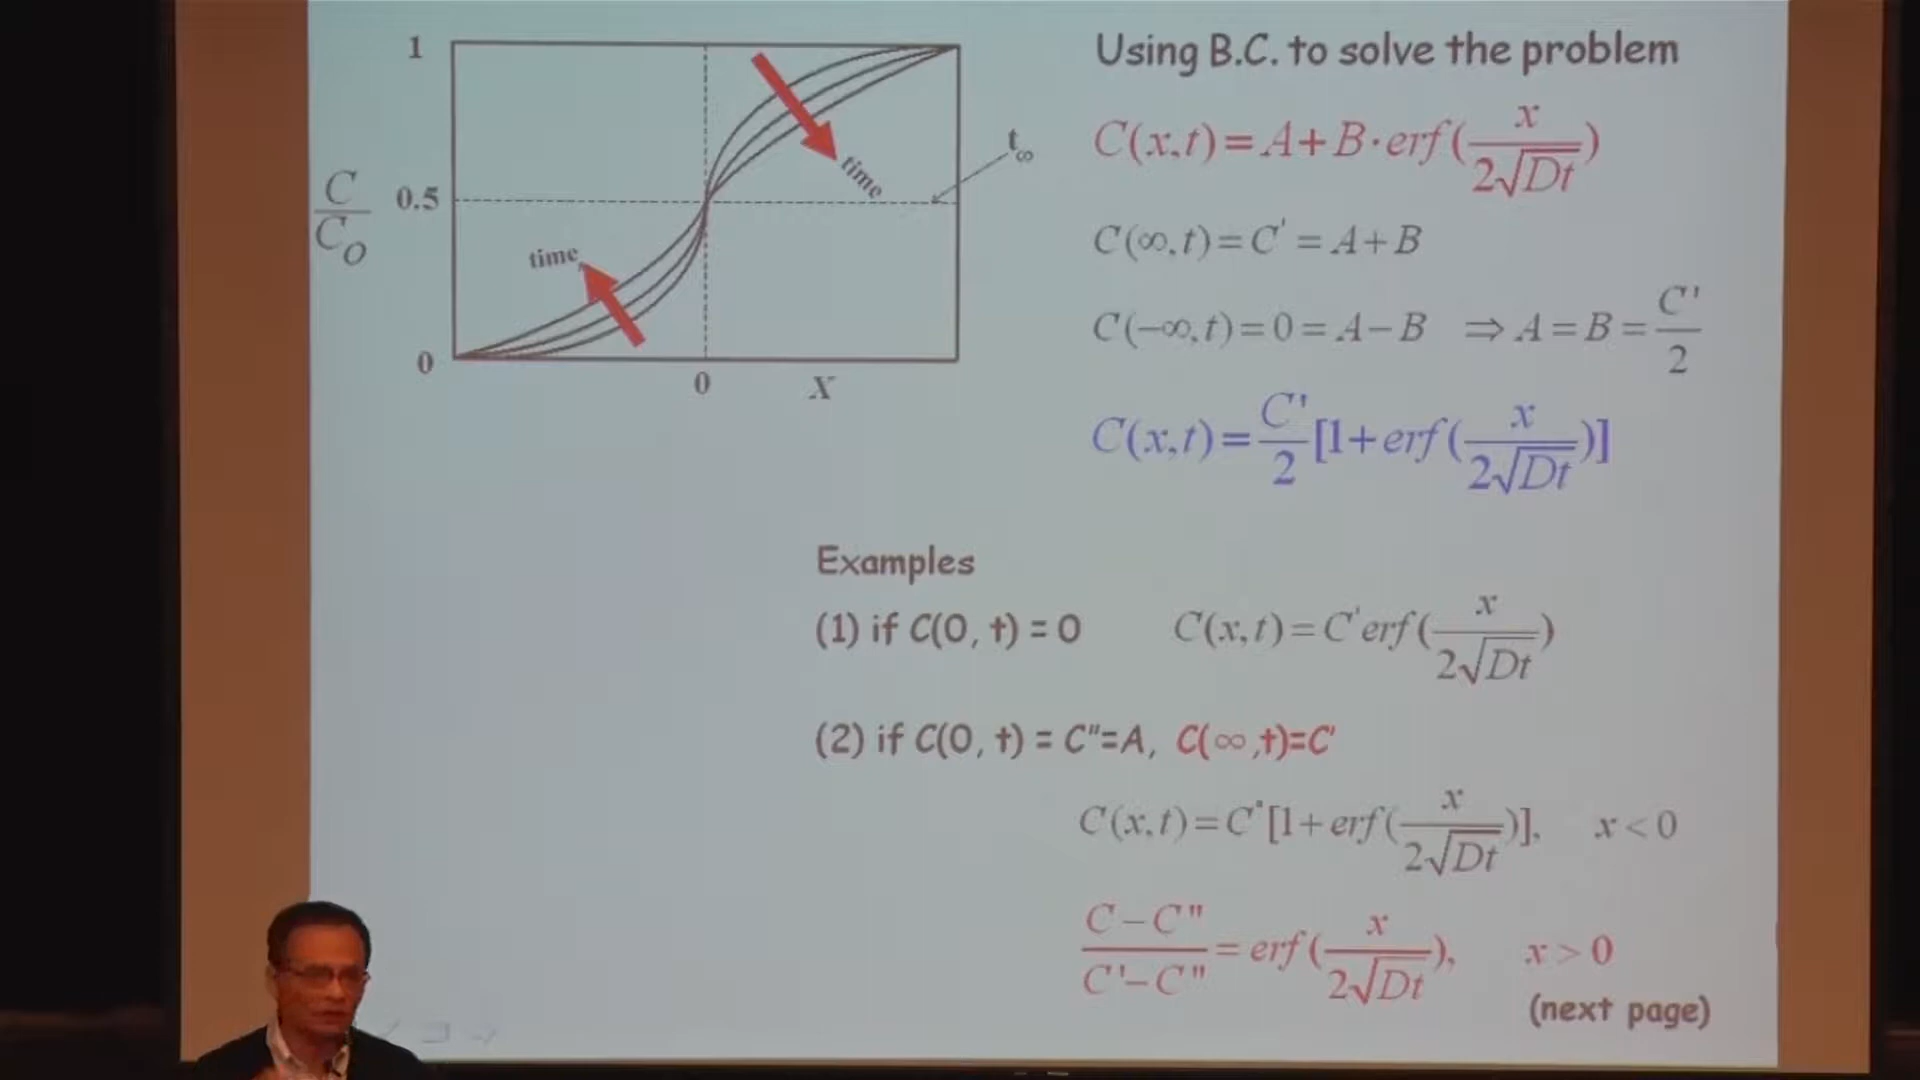 1
0.5
0
C/C_O
time
time
t∞
0
X
Using B.C. to solve the problem
C(x,t)=A+B·erf(x/2√Dt)
C(∞,t)=C'=A+B
C(-∞,t)=0=A-B ⇒A=B=C'/2
C(x,t)=C'/2[1+erf(x/2√Dt)]
Examples
(1) if C(0, t) = 0 C(x,t)=C'erf(x/2√Dt)
(2) if C(0, t) = C"=A, C(∞,t)=C'
C(x,t)=C"[1+erf(x/2√Dt)], x<0
C-C"/C'-C"=erf(x/2√Dt), x>0
(next page)